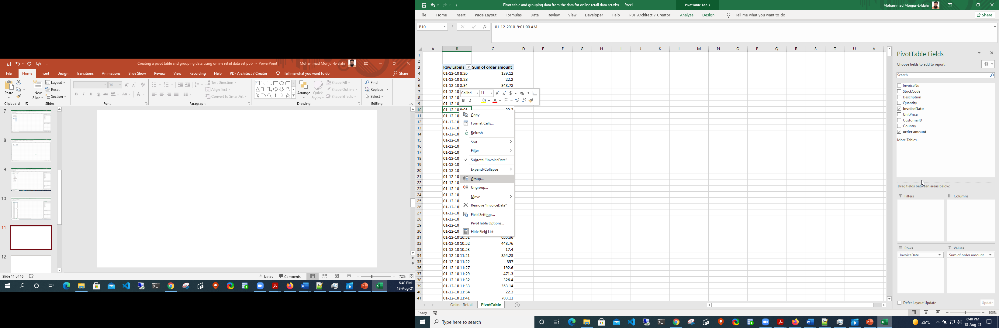 Creating a pivot table and grouping data using online retail data set.pptx - PowerPoint
Mohammad Monjur-E-Elahi
File Home Insert Design Transitions Animations Slide Show Review View Recording Help PDF Architect 7 Creator Tell me what you want to do Share
Paste
New Slide
Layout
Reset
Section
36
B I U S abc AV Aa A
Text Direction
Align Text
Convert to SmartArt
Arrange
Quick Styles
Shape Fill
Shape Outline
Shape Effects
Find
Replace
Select
Clipboard Slides Font Paragraph Drawing Editing
7
8
9
10
11
12
Slide 11 of 16
Notes Comments 72%
6:40 PM
18-Aug-21
Pivot table and grouping data from the data for online retail data set.xlsx - Excel
PivotTable Tools
Mohammad Monjur-E-Elahi
File Home Insert Page Layout Formulas Data Review View Developer Help PDF Architect 7 Creator Analyze Design Tell me what you want to do Share
B10 fx 01-12-2010 9:01:00 AM
A B C D E F G H I J K L M N O P Q R S T U V
1
2
3 Row Labels Sum of order amount
4 01-12-10 8:26 139.12
5 01-12-10 8:28 22.2
6 01-12-10 8:34 348.78
7 01-12-10
8 01-12-10
9 01-12-10
10 01-12-10 9:01 22.2
11 01-12-10
12 01-12-10
13 01-12-10
14 01-12-10
15 01-12-10
16 01-12-10
17 01-12-10
18 01-12-10
19 01-12-10
20 01-12-10
21 01-12-10
22 01-12-10
23 01-12-10
24 01-12-10
25 01-12-10
26 01-12-10
27 01-12-10
28 01-12-10
29 01-12-10
30 01-12-10
31 01-12-10 10:51 655.36
32 01-12-10 10:52 448.76
33 01-12-10 10:53 17.4
34 01-12-10 11:21 354.23
35 01-12-10 11:22 357
36 01-12-10 11:27 192.6
37 01-12-10 11:29 471.3
38 01-12-10 11:32 326.4
39 01-12-10 11:33 353.14
40 01-12-10 11:34 22.2
41 01-12-10 11:41 783.11
Calibri 11 A A $ % ,
B I A
Copy
Format Cells...
Refresh
Sort
Filter
Subtotal "InvoiceDate"
Expand/Collapse
Group...
Ungroup...
Move
Remove "InvoiceDate"
Field Settings...
PivotTable Options...
Hide Field List
PivotTable Fields
Choose fields to add to report:
Search
InvoiceNo
StockCode
Description
Quantity
InvoiceDate
UnitPrice
CustomerID
Country
order amount
More Tables...
Drag fields between areas below:
Filters Columns
Rows Σ Values
InvoiceDate Sum of order amount
Defer Layout Update Update
Online Retail PivotTable
Ready 100%
Type here to search
26°C
6:40 PM
18-Aug-21